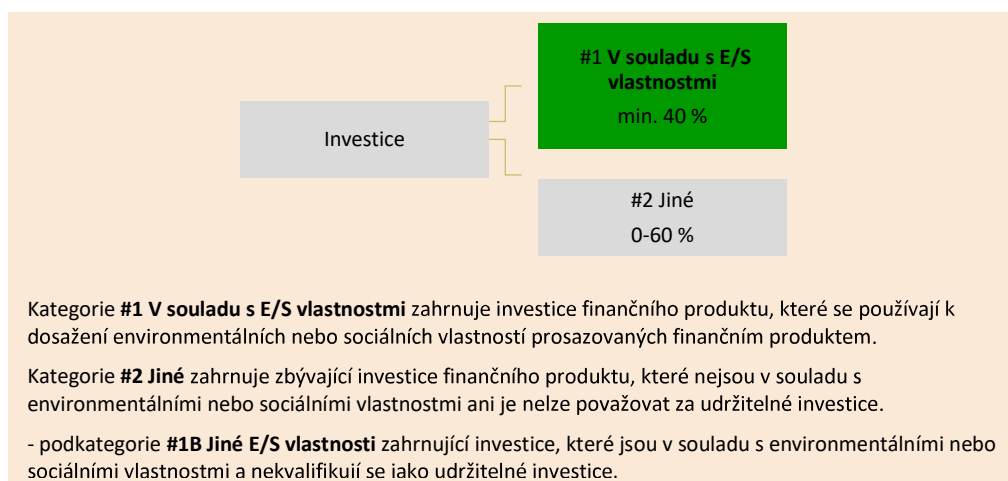 #1 V souladu s E/S
vlastnostmi
min. 40 %
Investice
#2 Jiné
0-60 %
Kategorie #1 V souladu s E/S vlastnostmi zahrnuje investice finančního produktu, které se používají k
dosažení environmentálních nebo sociálních vlastností prosazovaných finančním produktem.
Kategorie #2 Jiné zahrnuje zbývající investice finančního produktu, které nejsou v souladu s
environmentálními nebo sociálními vlastnostmi ani je nelze považovat za udržitelné investice.
- podkategorie #1B Jiné E/S vlastnosti zahrnující investice, které jsou v souladu s environmentálními nebo
sociálními vlastnostmi a nekvalifikují se jako udržitelné investice.